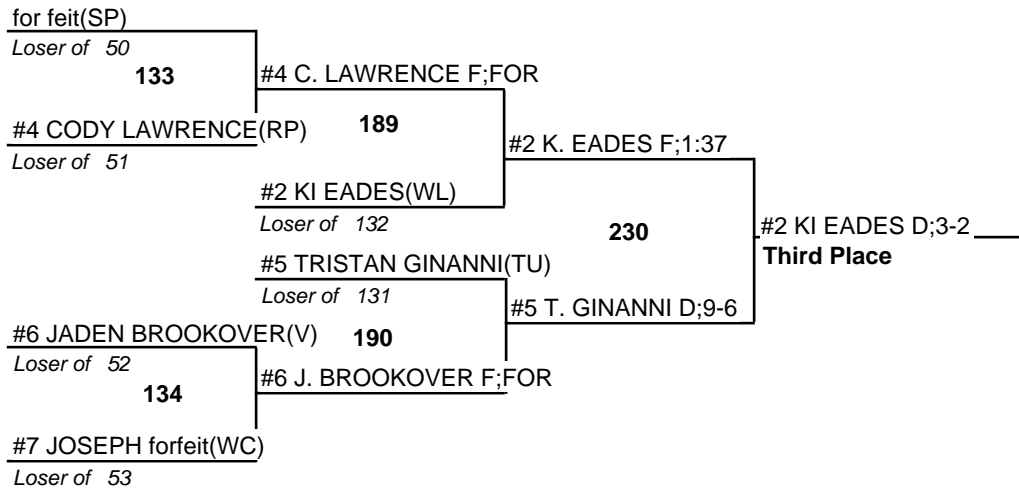 for feit(SP)
Loser of 50
133
#4 C. LAWRENCE F;FOR
#4 CODY LAWRENCE(RP)
189
Loser of 51
#2 K. EADES F;1:37
#2 KI EADES(WL)
Loser of 132
230
#2 KI EADES D;3-2
Third Place
#5 TRISTAN GINANNI(TU)
Loser of 131
#5 T. GINANNI D;9-6
#6 JADEN BROOKOVER(V)
190
Loser of 52
134
#6 J. BROOKOVER F;FOR
#7 JOSEPH forfeit(WC)
Loser of 53